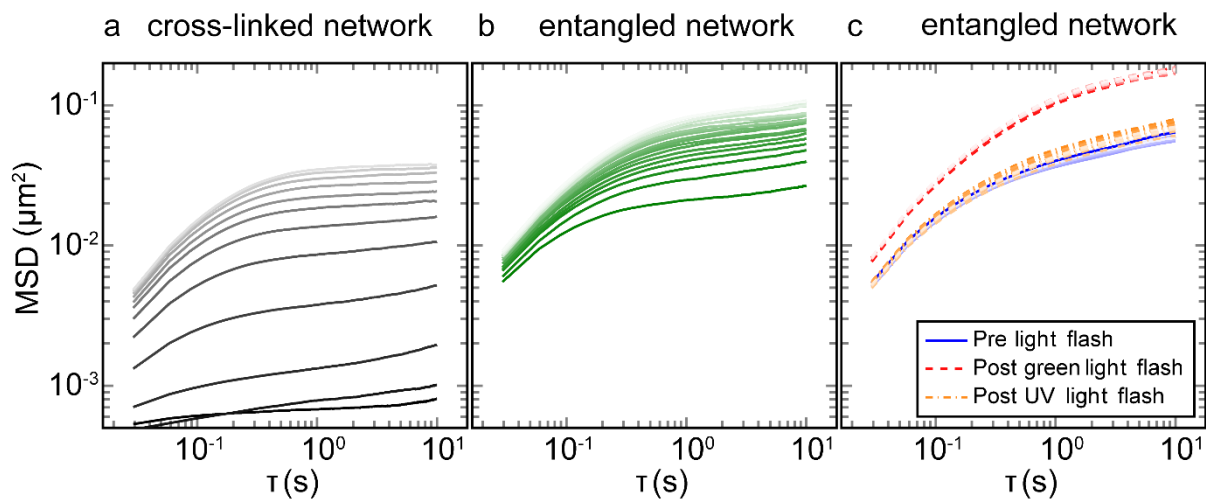 a cross-linked network b entangled network c entangled network
MSD (μm²)
10⁻¹
10⁻²
10⁻³
Pre light flash
Post green light flash
Post UV light flash
10⁻¹ 10⁰ 10¹ 10⁻¹ 10⁰ 10¹ 10⁻¹ 10⁰ 10¹
τ (s) τ (s) τ (s)